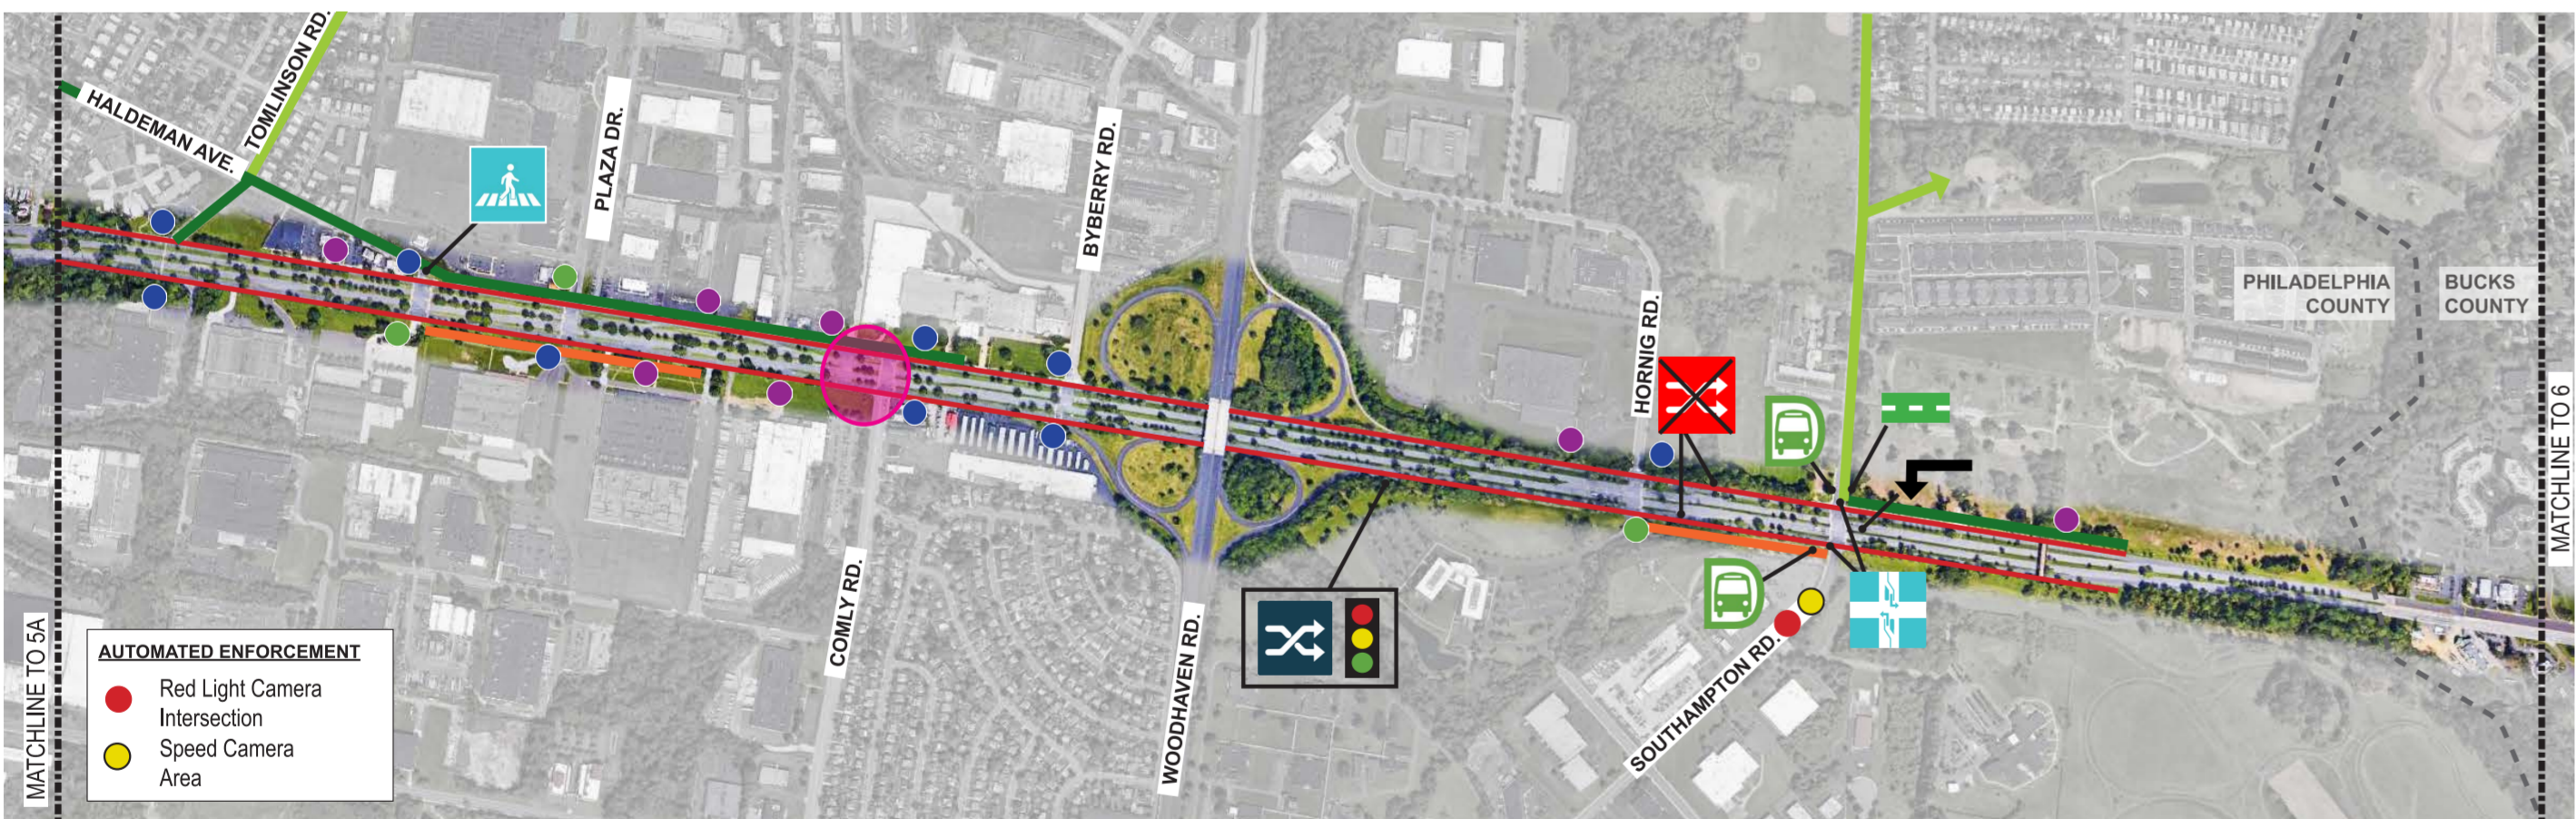 TOMLINSON RD.
HALDEMAN AVE.
PLAZA DR.
BYBERRY RD.
HORNIG RD.
PHILADELPHIA
COUNTY
BUCKS
COUNTY
MATCHLINE TO 6
MATCHLINE TO 5A
COMLY RD.
WOODHAVEN RD.
SOUTHAMPTON RD.
AUTOMATED ENFORCEMENT
Red Light Camera
Intersection
Speed Camera
Area